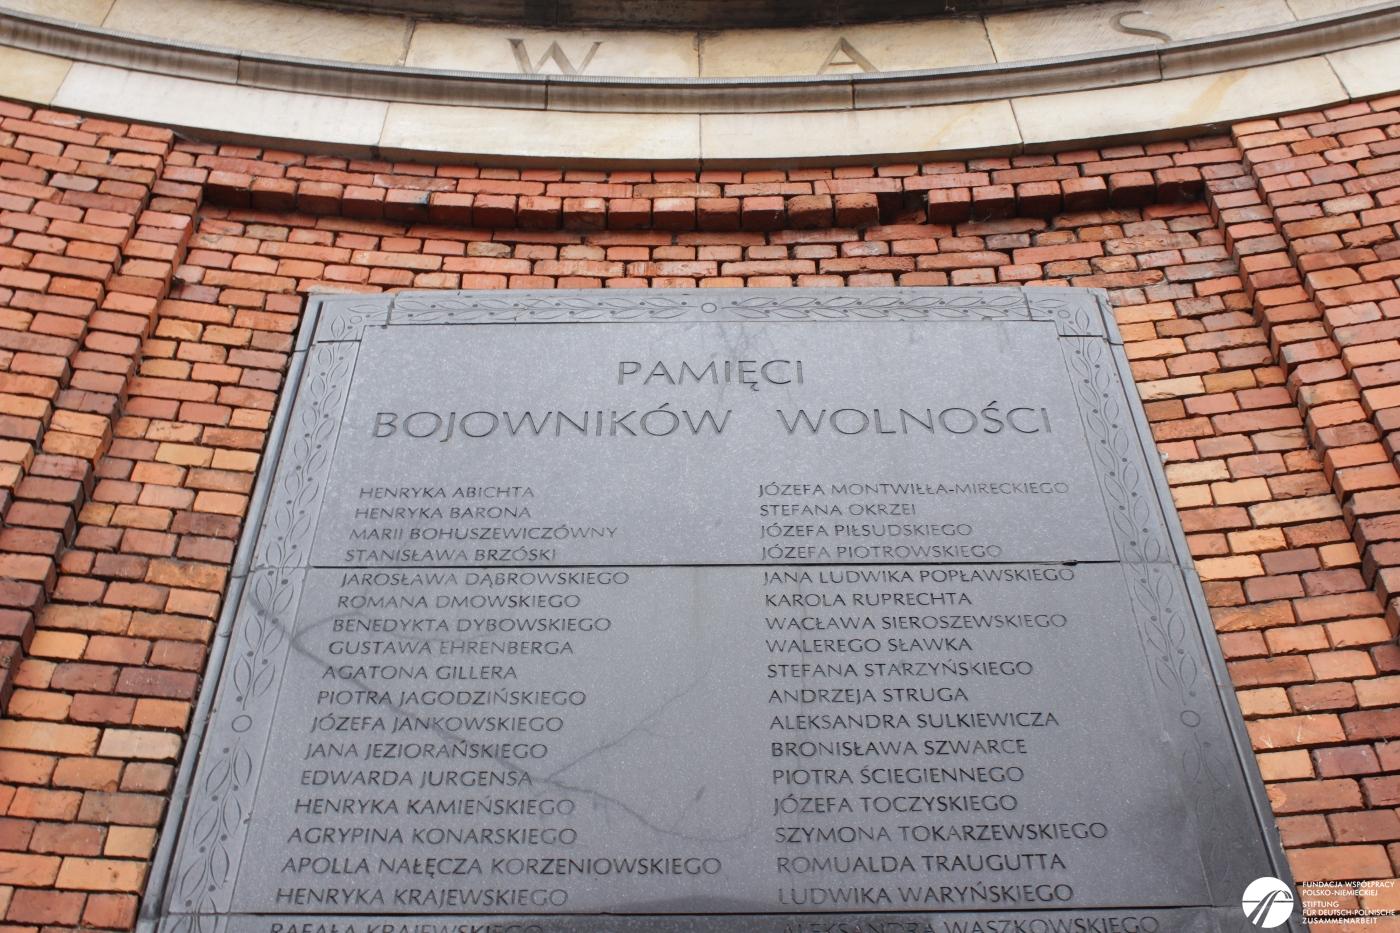 W A S
PAMIĘCI
BOJOWNIKÓW WOLNOŚCI
HENRYKA ABICHTA
HENRYKA BARONA
MARII BOHUSZEWICZÓWNY
STANISŁAWA BRZÓSKI
JAROSŁAWA DĄBROWSKIEGO
ROMANA DMOWSKIEGO
BENEDYKTA DYBOWSKIEGO
GUSTAWA EHRENBERGA
AGATONA GILLERA
PIOTRA JAGODZIŃSKIEGO
JÓZEFA JANKOWSKIEGO
JANA JEZIORAŃSKIEGO
EDWARDA JURGENSA
HENRYKA KAMIEŃSKIEGO
AGRYPINA KONARSKIEGO
APOLLA NAŁĘCZA KORZENIOWSKIEGO
HENRYKA KRAJEWSKIEGO
RAFAŁA KRAJEWSKIEGO
JÓZEFA MONTWIŁŁA-MIRECKIEGO
STEFANA OKRZEI
JÓZEFA PIŁSUDSKIEGO
JÓZEFA PIOTROWSKIEGO
JANA LUDWIKA POPŁAWSKIEGO
KAROLA RUPRECHTA
WACŁAWA SIEROSZEWSKIEGO
WALEREGO SŁAWKA
STEFANA STARZYŃSKIEGO
ANDRZEJA STRUGA
ALEKSANDRA SULKIEWICZA
BRONISŁAWA SZWARCE
PIOTRA ŚCIEGIENNEGO
JÓZEFA TOCZYSKIEGO
SZYMONA TOKARZEWSKIEGO
ROMUALDA TRAUGUTTA
LUDWIKA WARYŃSKIEGO
ALEKSANDRA WASZKOWSKIEGO
FUNDACJA WSPÓŁPRACY
POLSKO-NIEMIECKIEJ
STIFTUNG
FÜR DEUTSCH-POLNISCHE
ZUSAMMENARBEIT